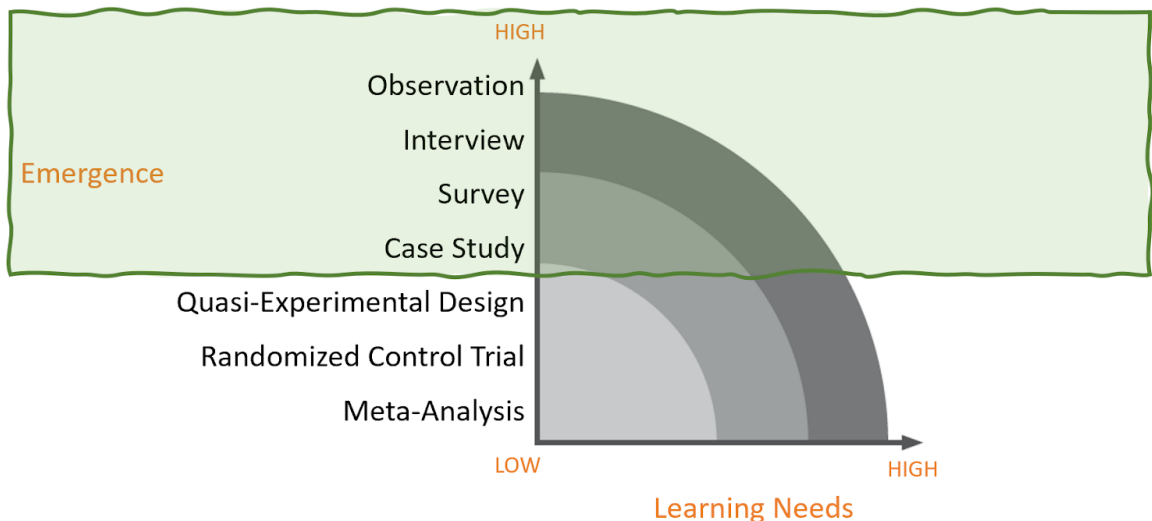 HIGH
Observation
Interview
Emergence
Survey
Case Study
Quasi-Experimental Design
Randomized Control Trial
Meta-Analysis
LOW
HIGH
Learning Needs